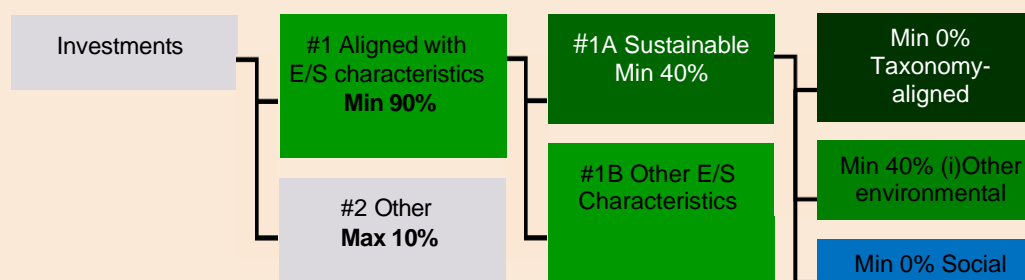 Investments
#1 Aligned with
E/S characteristics
Min 90%
#2 Other
Max 10%
#1A Sustainable
Min 40%
#1B Other E/S
Characteristics
Min 0%
Taxonomy-
aligned
Min 40% (i)Other
environmental
Min 0% Social